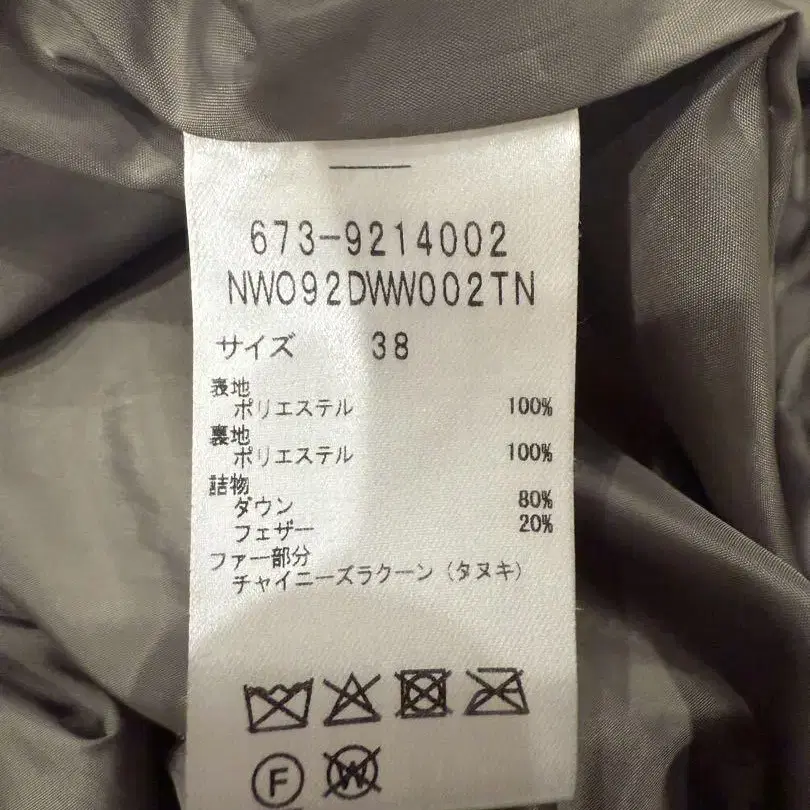 673-9214002
NW092DWW002TN
サイズ 38
表地
ポリエステル 100%
裏地
ポリエステル 100%
詰物
ダウン 80%
フェザー 20%
ファー部分
チャイニーズラクーン (タヌキ)
F W